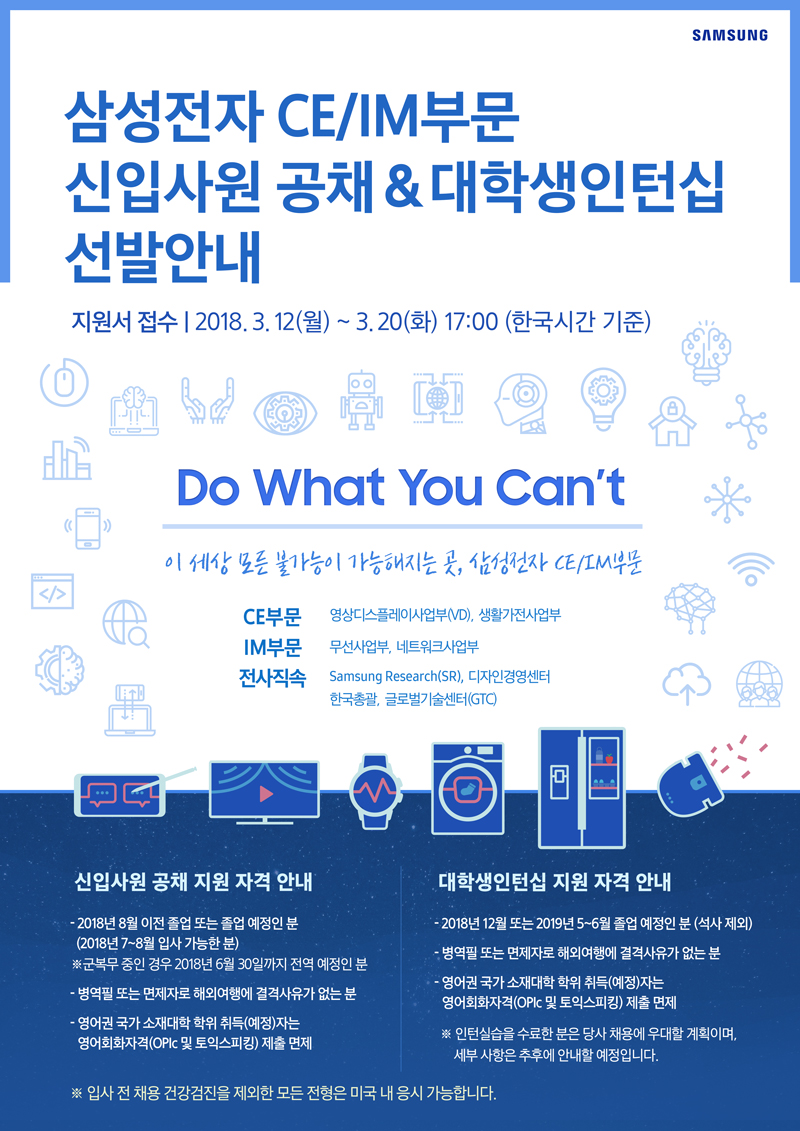 SAMSUNG
삼성전자 CE/IM부문
신입사원 공채 & 대학생인턴십
선발안내
지원서 접수 | 2018. 3. 12(월) ~ 3. 20(화) 17:00 (한국시간 기준)
Do What You Can't
이 세상 모든 불가능이 가능해지는 곳, 삼성전자 CE/IM부문
CE부문 영상디스플레이사업부(VD), 생활가전사업부
IM부문 무선사업부, 네트워크사업부
전사직속 Samsung Research(SR), 디자인경영센터
한국총괄, 글로벌기술센터(GTC)
신입사원 공채 지원 자격 안내
- 2018년 8월 이전 졸업 또는 졸업 예정인 분
(2018년 7~8월 입사 가능한 분)
※군복무 중인 경우 2018년 6월 30일까지 전역 예정인 분
- 병역필 또는 면제자로 해외여행에 결격사유가 없는 분
- 영어권 국가 소재대학 학위 취득(예정)자는
영어회화자격(OPIc 및 토익스피킹) 제출 면제
대학생인턴십 지원 자격 안내
- 2018년 12월 또는 2019년 5~6월 졸업 예정인 분 (석사 제외)
- 병역필 또는 면제자로 해외여행에 결격사유가 없는 분
- 영어권 국가 소재대학 학위 취득(예정)자는
영어회화자격(OPIc 및 토익스피킹) 제출 면제
※ 인턴실습을 수료한 분은 당사 채용에 우대할 계획이며,
세부 사항은 추후에 안내할 예정입니다.
※ 입사 전 채용 건강검진을 제외한 모든 전형은 미국 내 응시 가능합니다.